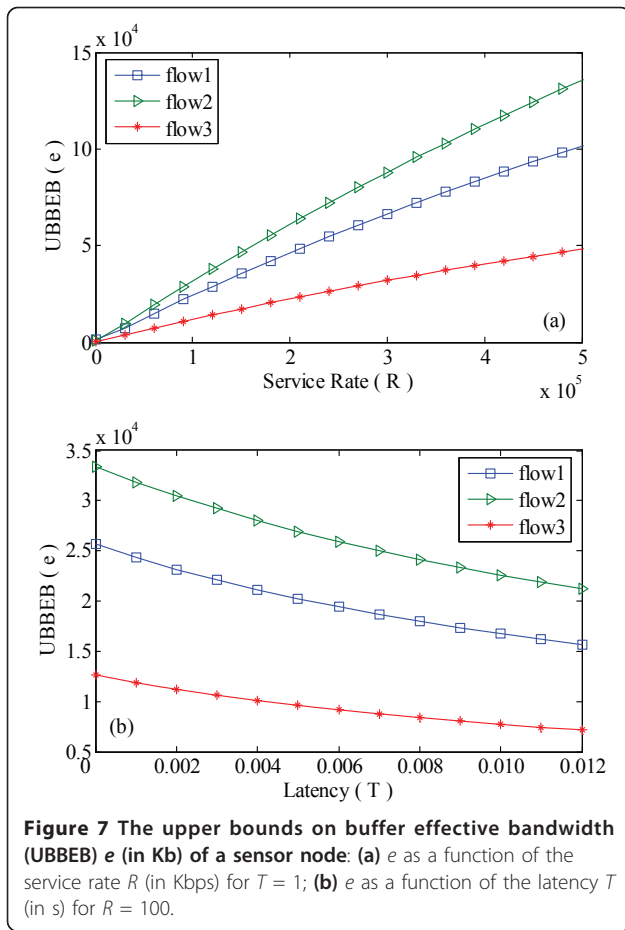 x 10^4
15
10
5
0
UBBEB ( e )
flow1
flow2
flow3
(a)
0 1 2 3 4 5
Service Rate ( R )
x 10^5
x 10^4
3.5
3
2.5
2
1.5
1
0.5
UBBEB ( e )
flow1
flow2
flow3
(b)
0 0.002 0.004 0.006 0.008 0.010 0.012
Latency ( T )
Figure 7 The upper bounds on buffer effective bandwidth
(UBBEB) e (in Kb) of a sensor node: (a) e as a function of the
service rate R (in Kbps) for T = 1; (b) e as a function of the latency T
(in s) for R = 100.